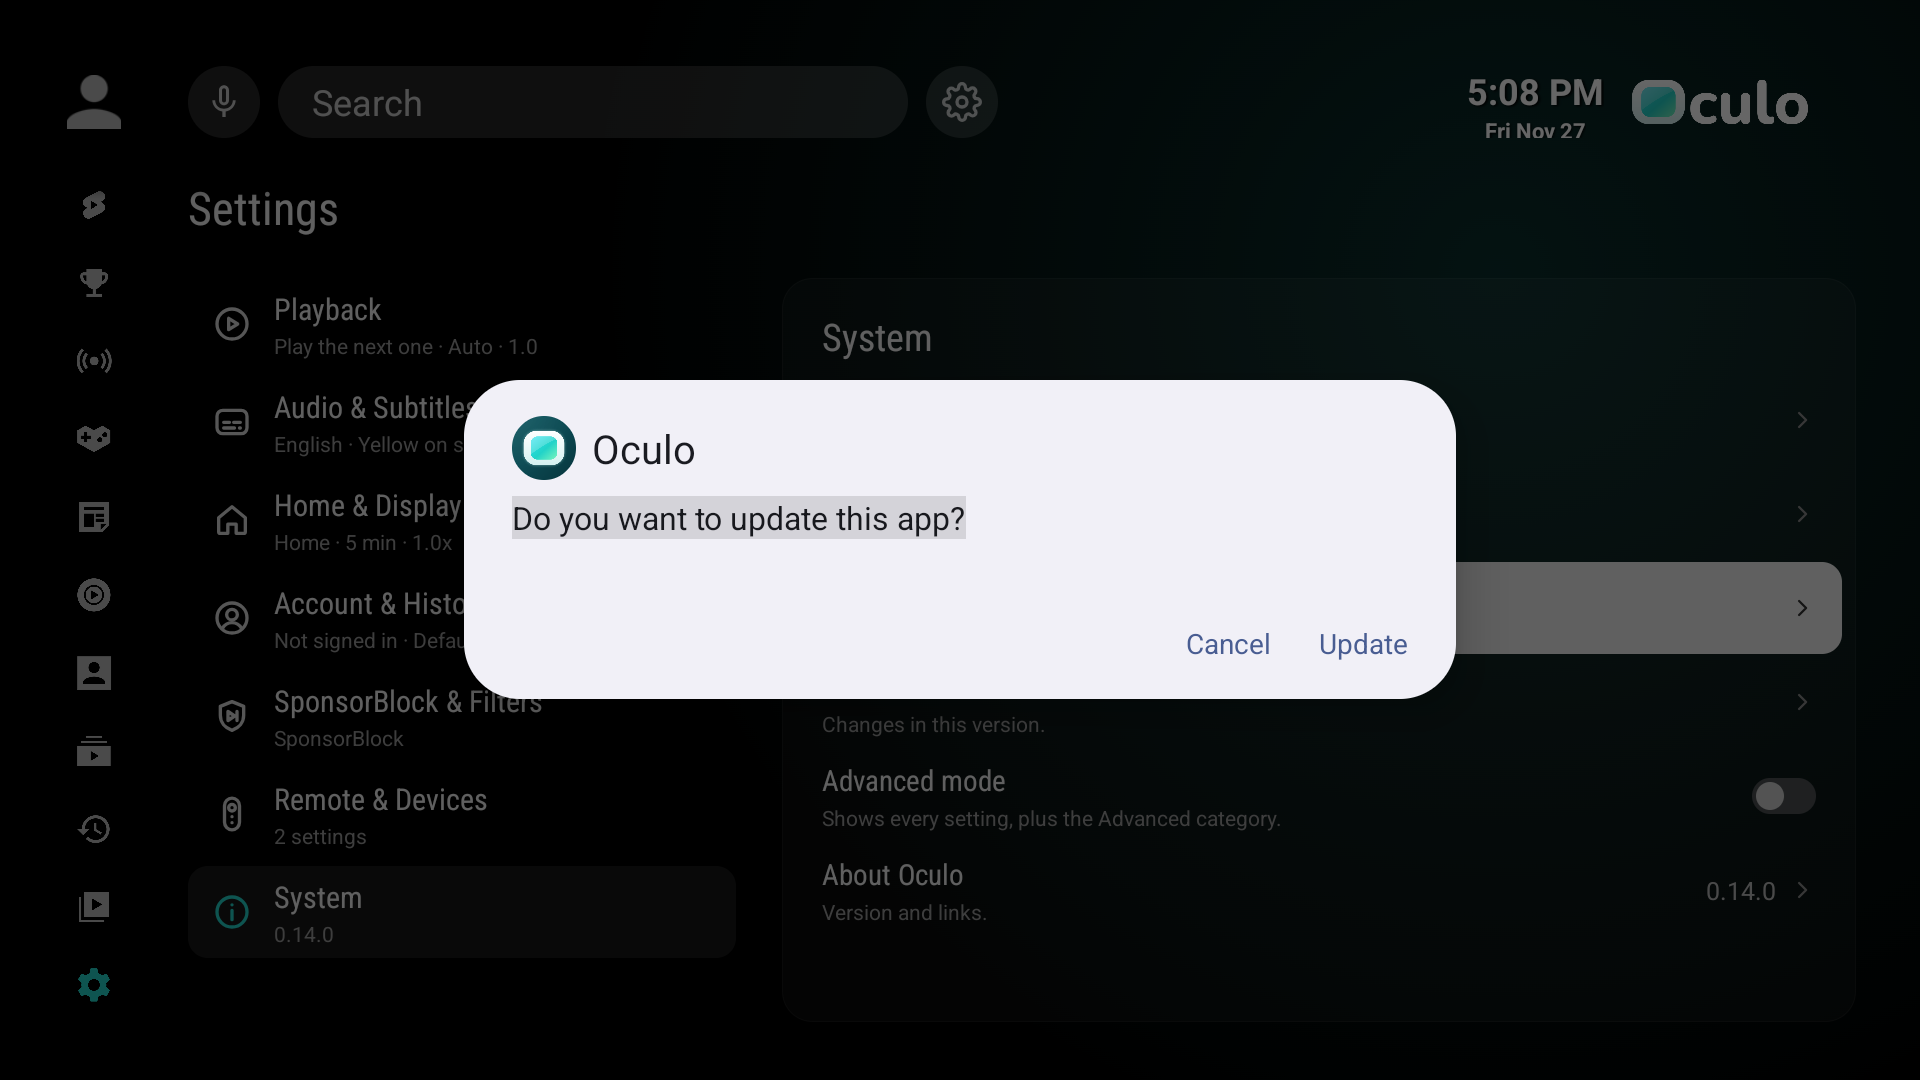 Search
5:08 PM
Fri Nov 27
Oculo
Settings
Playback
Play the next one · Auto · 1.0
Audio & Subtitles
English · Yellow on s
Home & Display
Home · 5 min · 1.0x
Account & Histo
Not signed in · Defau
SponsorBlock & Filters
SponsorBlock
Remote & Devices
2 settings
System
0.14.0
System
Oculo
Do you want to update this app?
Cancel
Update
Changes in this version.
Advanced mode
Shows every setting, plus the Advanced category.
About Oculo
0.14.0
Version and links.